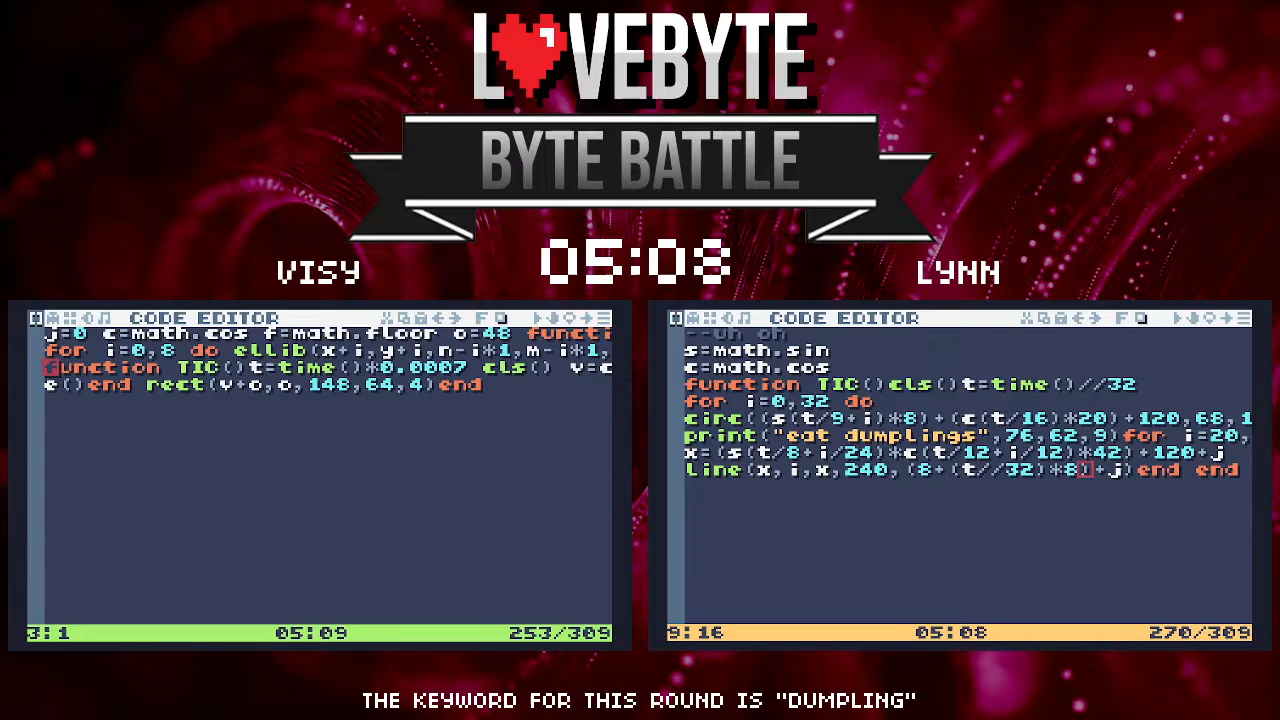 LOVEBYTE
BYTE BATTLE
05:08
VISY
LYNN
CODE EDITOR
j=0 c=math.cos f=math.floor o=48 functi
for i=0,8 do ellib(x+i,y+i,n-i*1,m-i*1,
function TIC()t=time()*0.0007 cls() v=c
e()end rect(v+o,o,148,64,4)end
3:1 05:09 253/309
CODE EDITOR
--uh oh
s=math.sin
c=math.cos
function TIC()cls()t=time()//32
for i=0,32 do
circ((s(t/9+i)*8)+(c(t/16)*20)+120,68,1
print("eat dumplings",76,62,9)for i=20,
x=(s(t/8+i/24)*c(t/12+i/12)*42)+120+j
line(x,i,x,240,(8+(t//32)*8)+j)end end
9:16 05:08 270/309
THE KEYWORD FOR THIS ROUND IS "DUMPLING"